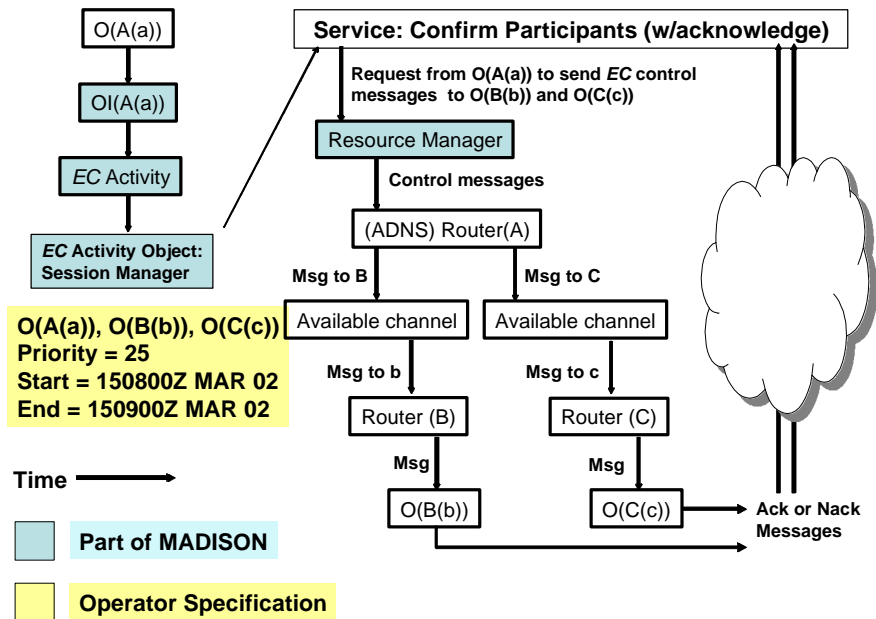 O(A(a))
OI(A(a))
EC Activity
EC Activity Object:
Session Manager
Service: Confirm Participants (w/acknowledge)
Request from O(A(a)) to send EC control
messages to O(B(b)) and O(C(c))
Resource Manager
Control messages
(ADNS) Router(A)
Msg to B
Msg to C
Available channel
Available channel
Msg to b
Msg to c
Router (B)
Router (C)
Msg
Msg
O(B(b))
O(C(c))
Ack or Nack
Messages
O(A(a)), O(B(b)), O(C(c))
Priority = 25
Start = 150800Z MAR 02
End = 150900Z MAR 02
Time
Part of MADISON
Operator Specification